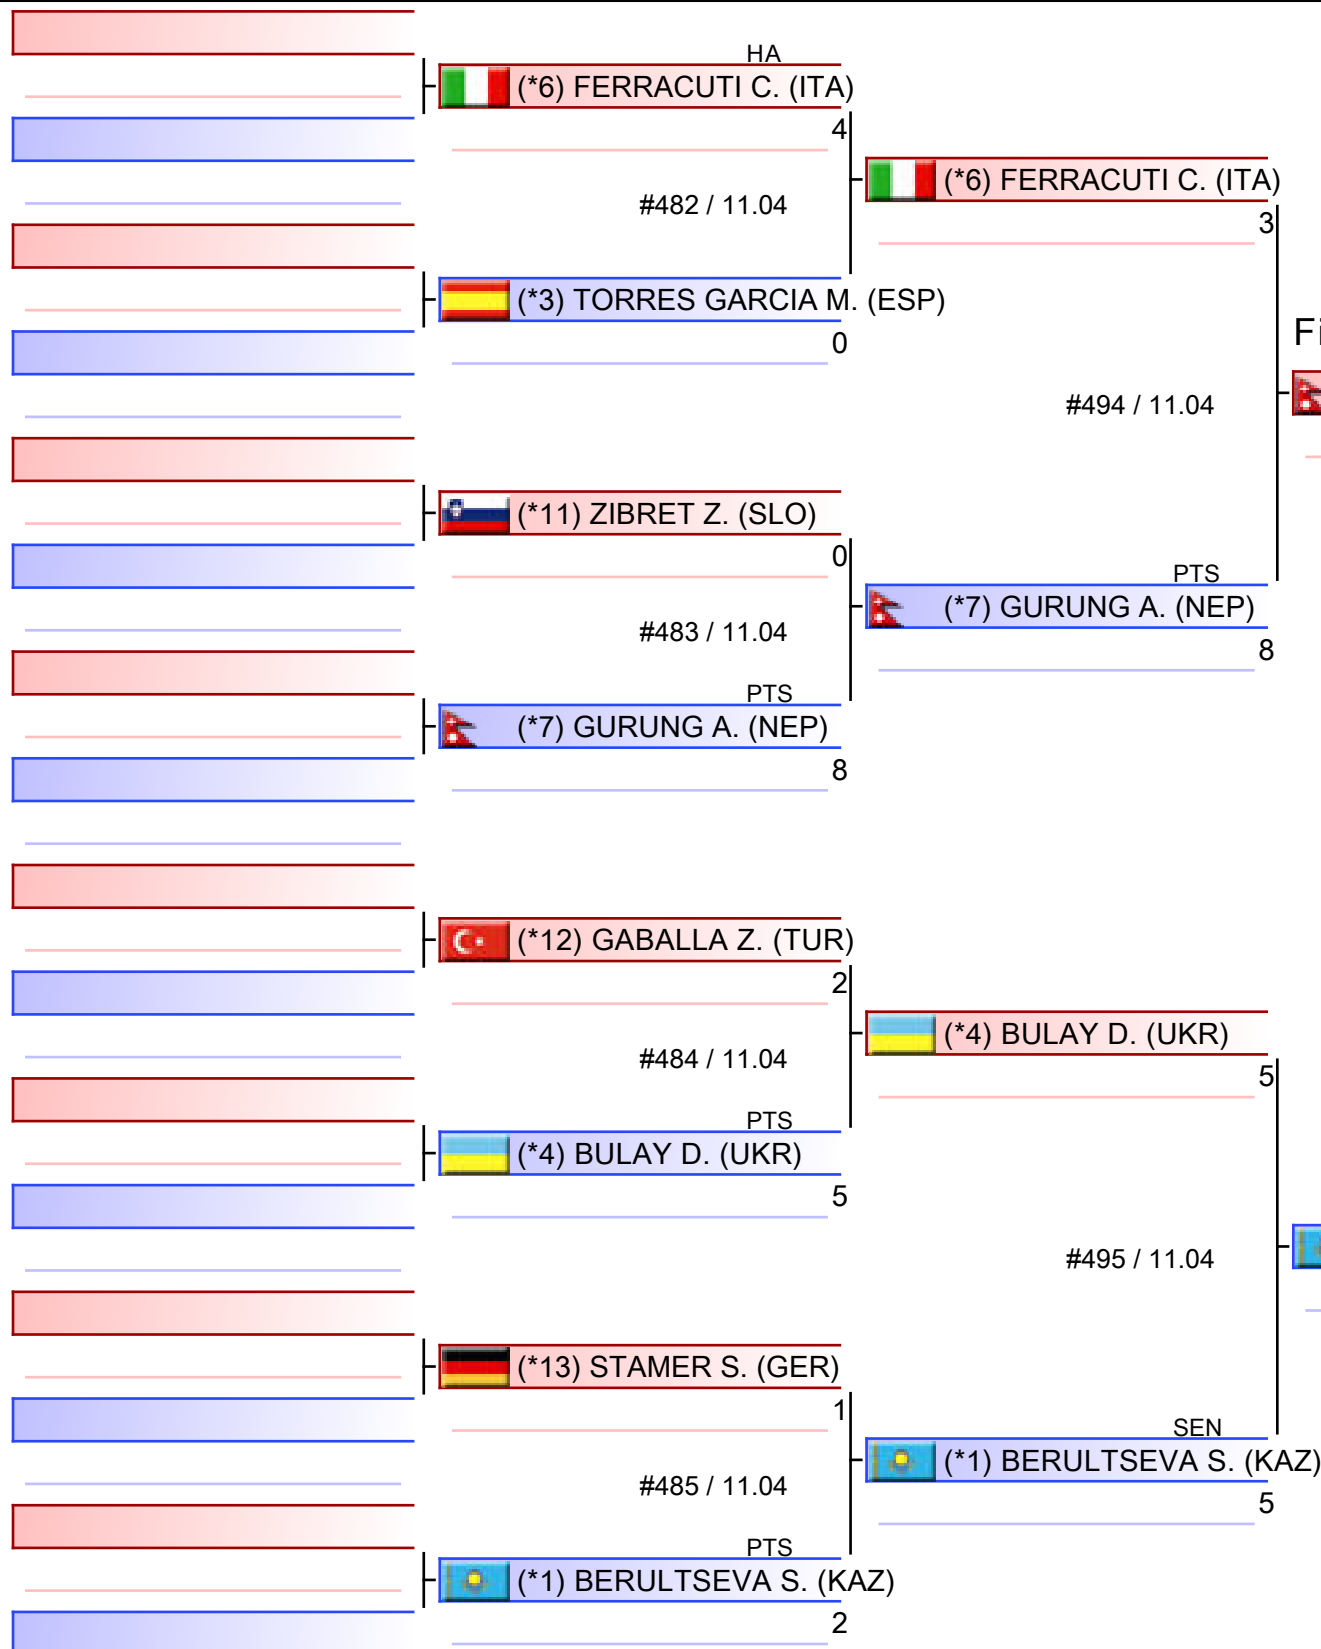 HA
(*6) FERRACUTI C. (ITA)
4
#482 / 11.04
(*3) TORRES GARCIA M. (ESP)
0
(*6) FERRACUTI C. (ITA)
3
Fi
#494 / 11.04
(*11) ZIBRET Z. (SLO)
0
#483 / 11.04
PTS
(*7) GURUNG A. (NEP)
8
PTS
(*7) GURUNG A. (NEP)
8
(*12) GABALLA Z. (TUR)
2
#484 / 11.04
PTS
(*4) BULAY D. (UKR)
5
(*4) BULAY D. (UKR)
5
#495 / 11.04
(*13) STAMER S. (GER)
1
#485 / 11.04
PTS
(*1) BERULTSEVA S. (KAZ)
2
SEN
(*1) BERULTSEVA S. (KAZ)
5